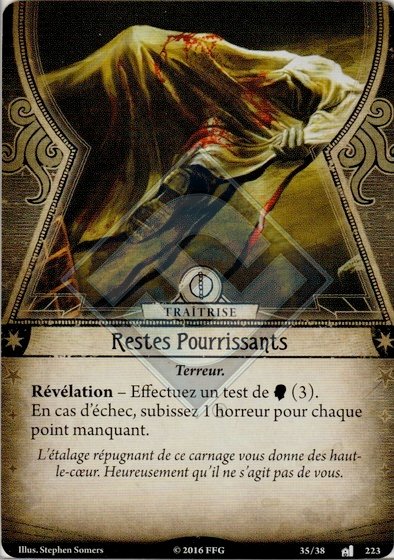 TRAÎTRISE
Restes Pourrissants
Terreur.
Révélation – Effectuez un test de (3).
En cas d'échec, subissez 1 horreur pour chaque
point manquant.
L'étalage répugnant de ce carnage vous donne des haut-
le-cœur. Heureusement qu'il ne s'agit pas de vous.
Illus. Stephen Somers © 2016 FFG 35/38 223